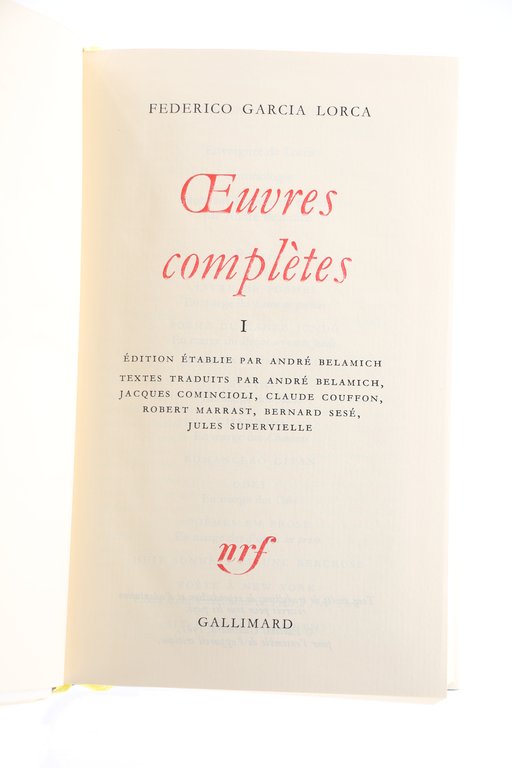 FEDERICO GARCIA LORCA
Œuvres
complètes
I
ÉDITION ÉTABLIE PAR ANDRÉ BELAMICH
TEXTES TRADUITS PAR ANDRÉ BELAMICH,
JACQUES COMINCIOLI, CLAUDE COUFFON,
ROBERT MARRAST, BERNARD SESÉ,
JULES SUPERVIELLE
nrf
GALLIMARD